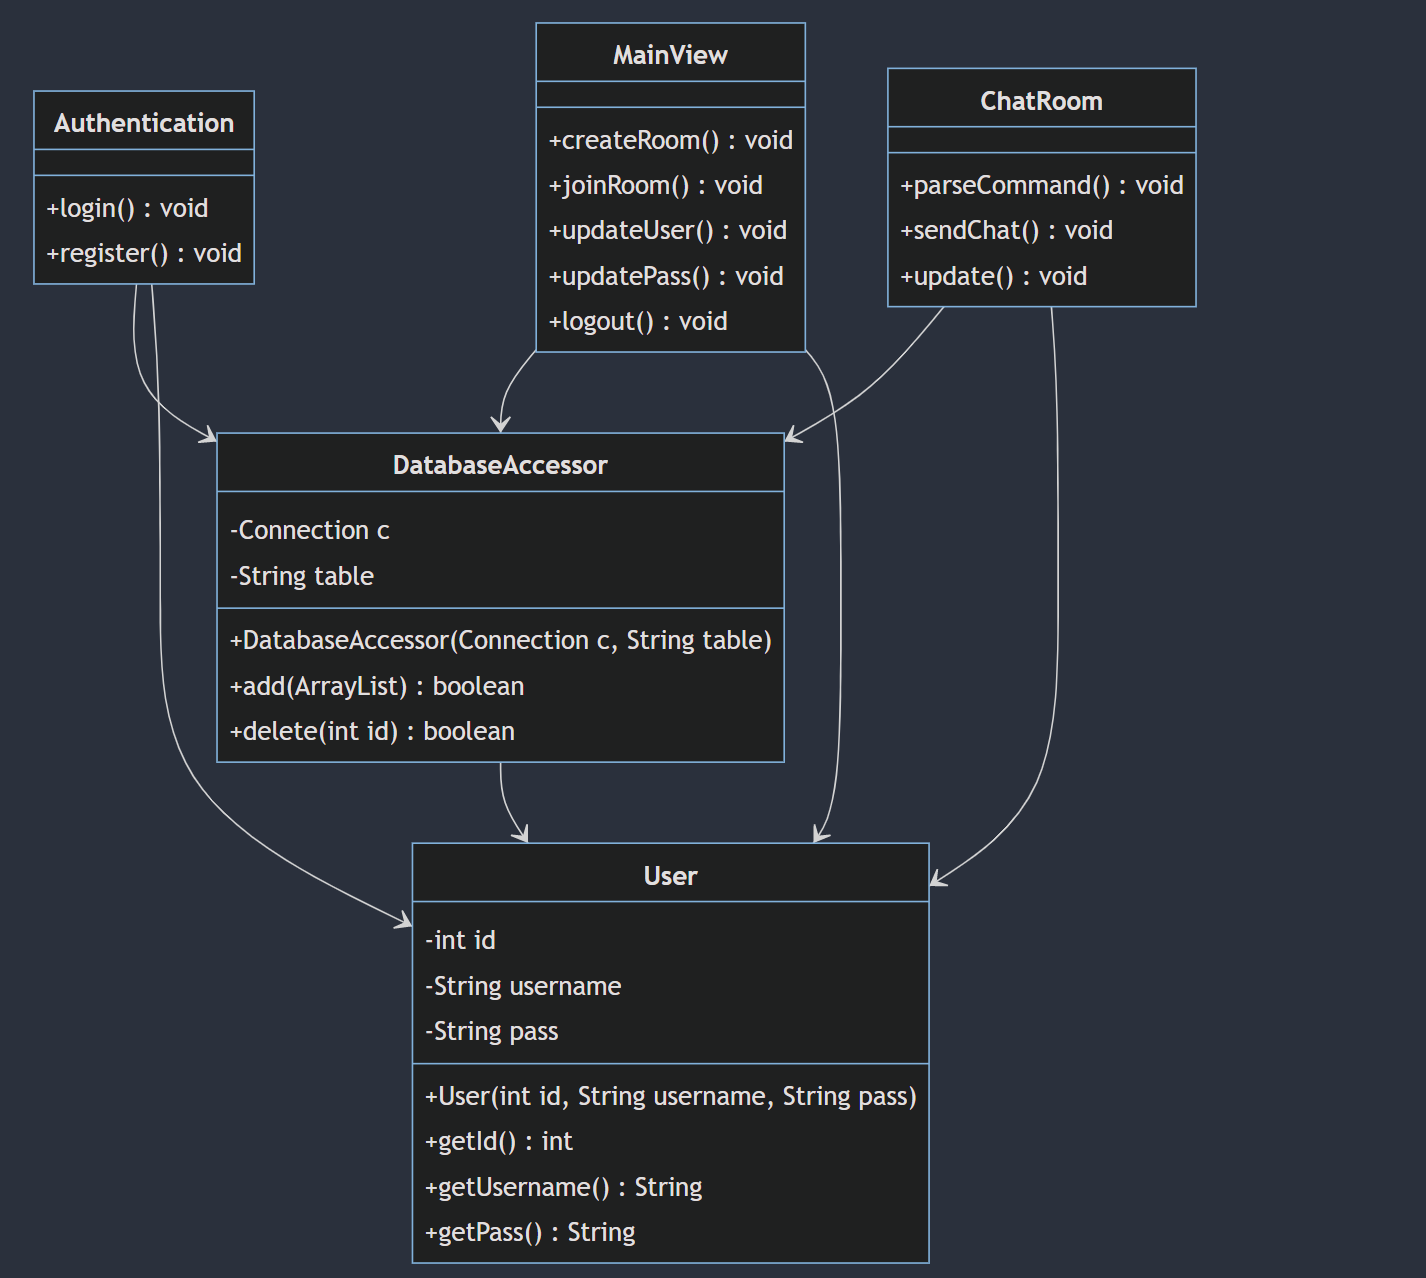 Authentication
+login() : void
+register() : void
MainView
+createRoom() : void
+joinRoom() : void
+updateUser() : void
+updatePass() : void
+logout() : void
ChatRoom
+parseCommand() : void
+sendChat() : void
+update() : void
DatabaseAccessor
-Connection c
-String table
+DatabaseAccessor(Connection c, String table)
+add(ArrayList) : boolean
+delete(int id) : boolean
User
-int id
-String username
-String pass
+User(int id, String username, String pass)
+getId() : int
+getUsername() : String
+getPass() : String